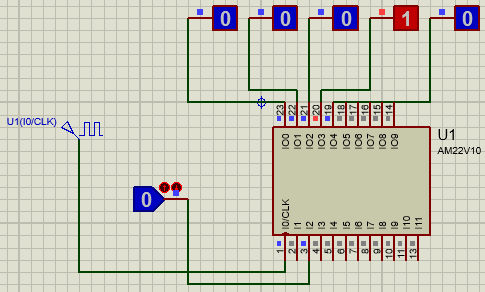 0 0 0 1 0
U1(I0/CLK)
0
23 22 21 20 19 18 17 16 15 14
IO0 IO1 IO2 IO3 IO4 IO5 IO6 IO7 IO8 IO9
U1
AM22V10
I0/CLK I1 I2 I3 I4 I5 I6 I7 I8 I9 I10 I11
1 2 3 4 5 6 7 8 9 10 11 13